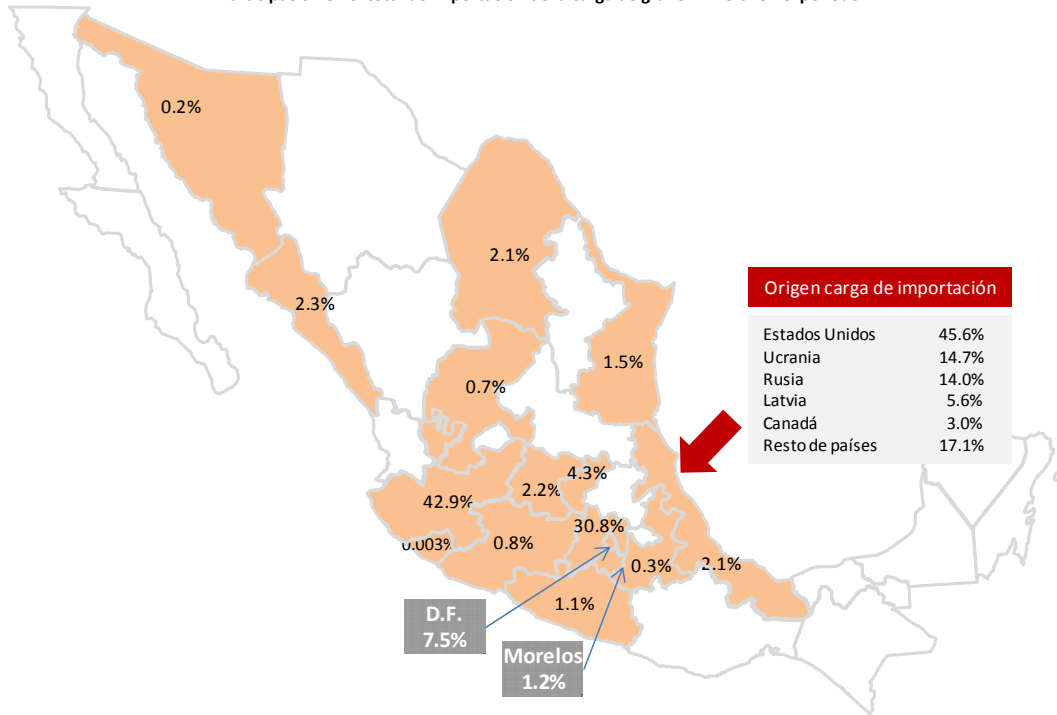 0.2%
2.1%
2.3%
Origen carga de importación
Estados Unidos 45.6%
Ucrania 14.7%
Rusia 14.0%
Latvia 5.6%
Canadá 3.0%
Resto de países 17.1%
1.5%
0.7%
4.3%
2.2%
42.9%
30.8%
0.003%
0.8%
0.3%
2.1%
1.1%
D.F.
7.5%
Morelos
1.2%